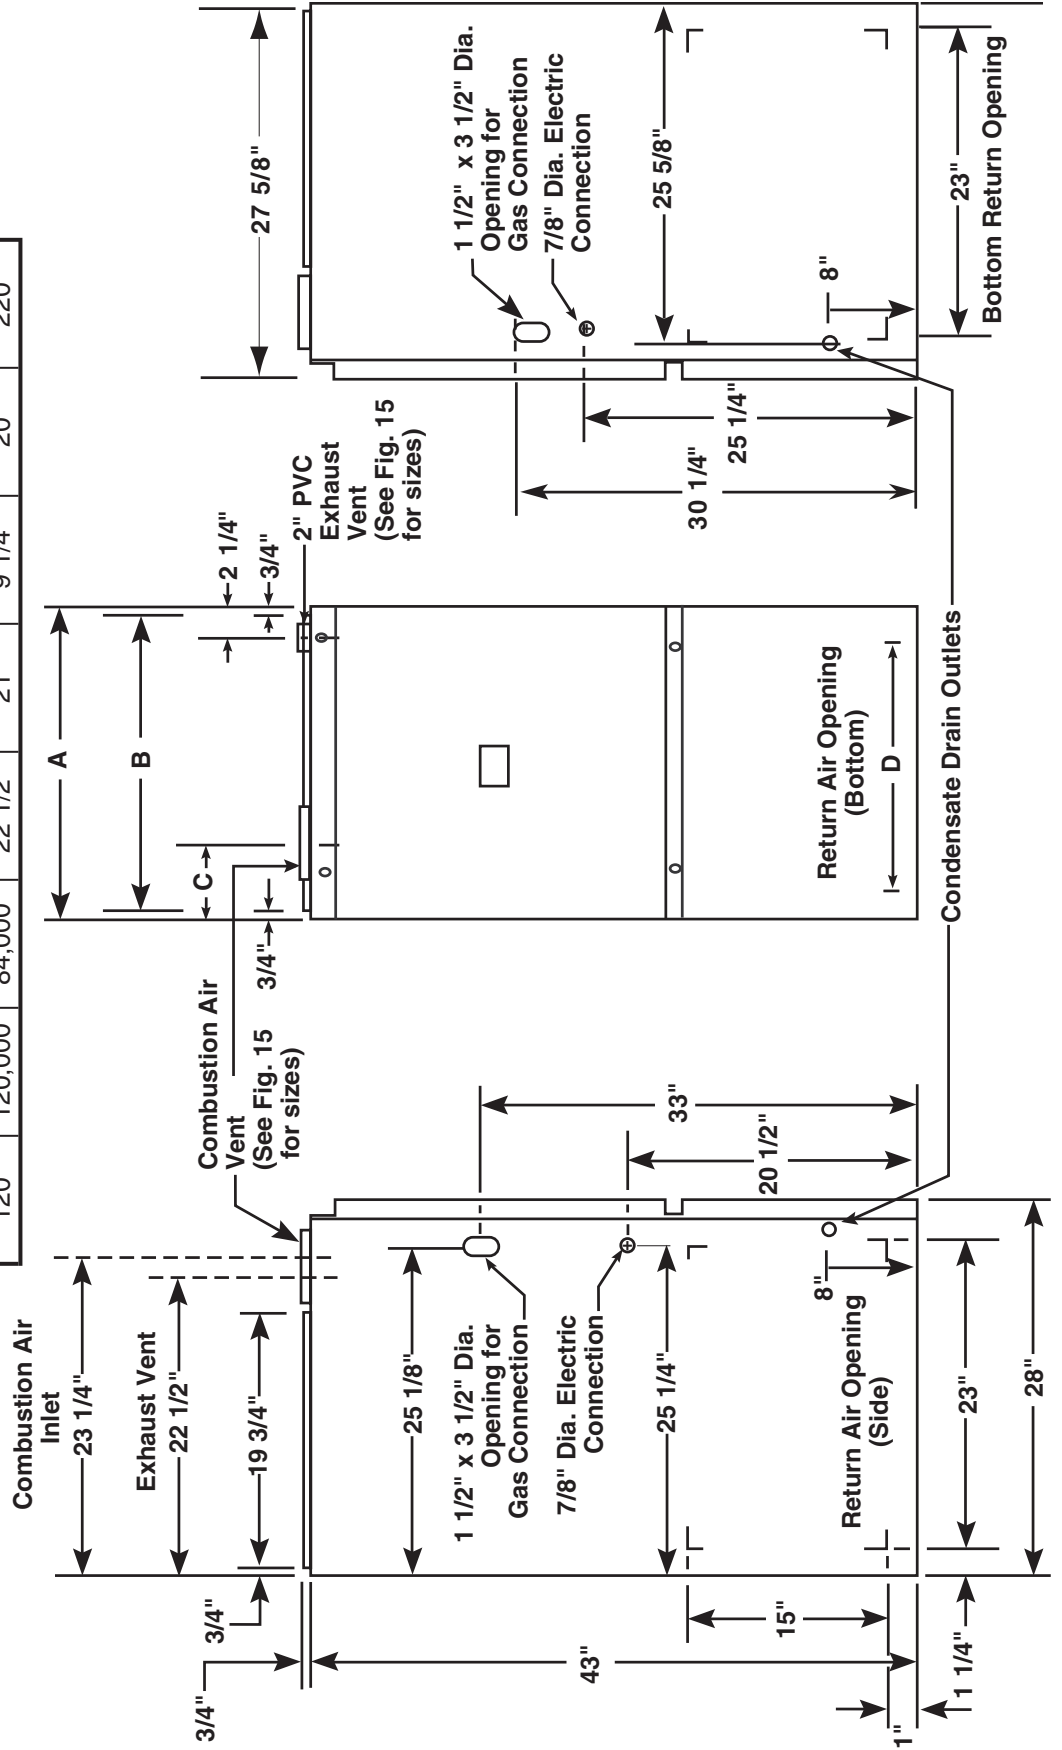 120 120,000 84,000 22 1/2 21 9 1/4 20 220
Combustion Air
Inlet
23 1/4"
Exhaust Vent
22 1/2"
19 3/4"
3/4"
3/4"
43"
25 1/8"
1 1/2" x 3 1/2" Dia.
Opening for
Gas Connection
7/8" Dia. Electric
Connection
25 1/4"
15"
33"
20 1/2"
8"
Return Air Opening
(Side)
1"
1 1/4"
23"
28"
Combustion Air
Vent
(See Fig. 15
for sizes)
A
B
C
3/4"
2 1/4"
3/4"
2" PVC
Exhaust
Vent
(See Fig. 15
for sizes)
Return Air Opening
(Bottom)
D
Condensate Drain Outlets
27 5/8"
1 1/2" x 3 1/2" Dia.
Opening for
Gas Connection
7/8" Dia. Electric
Connection
25 5/8"
30 1/4"
25 1/4"
8"
23"
Bottom Return Opening